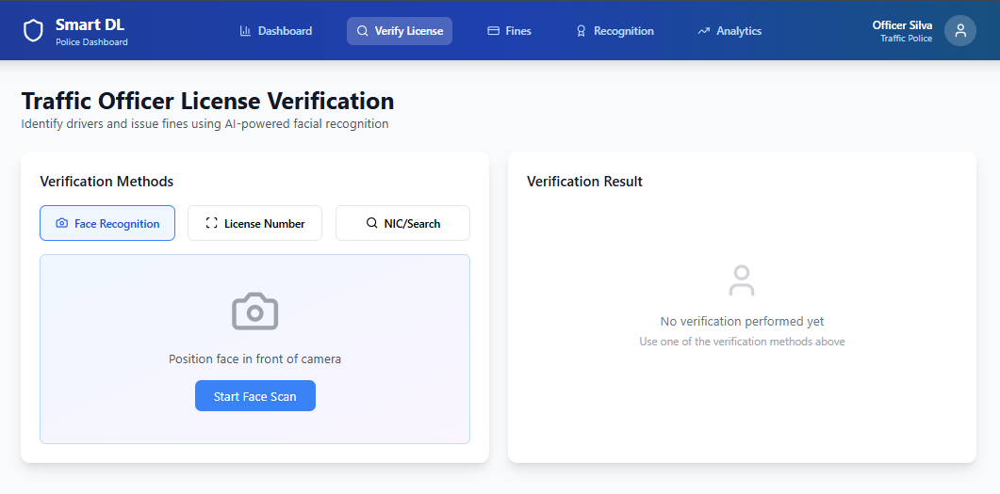 Smart DL
Police Dashboard
Dashboard
Verify License
Fines
Recognition
Analytics
Officer Silva
Traffic Police
Traffic Officer License Verification
Identify drivers and issue fines using AI-powered facial recognition
Verification Methods
Face Recognition
License Number
NIC/Search
Position face in front of camera
Start Face Scan
Verification Result
No verification performed yet
Use one of the verification methods above